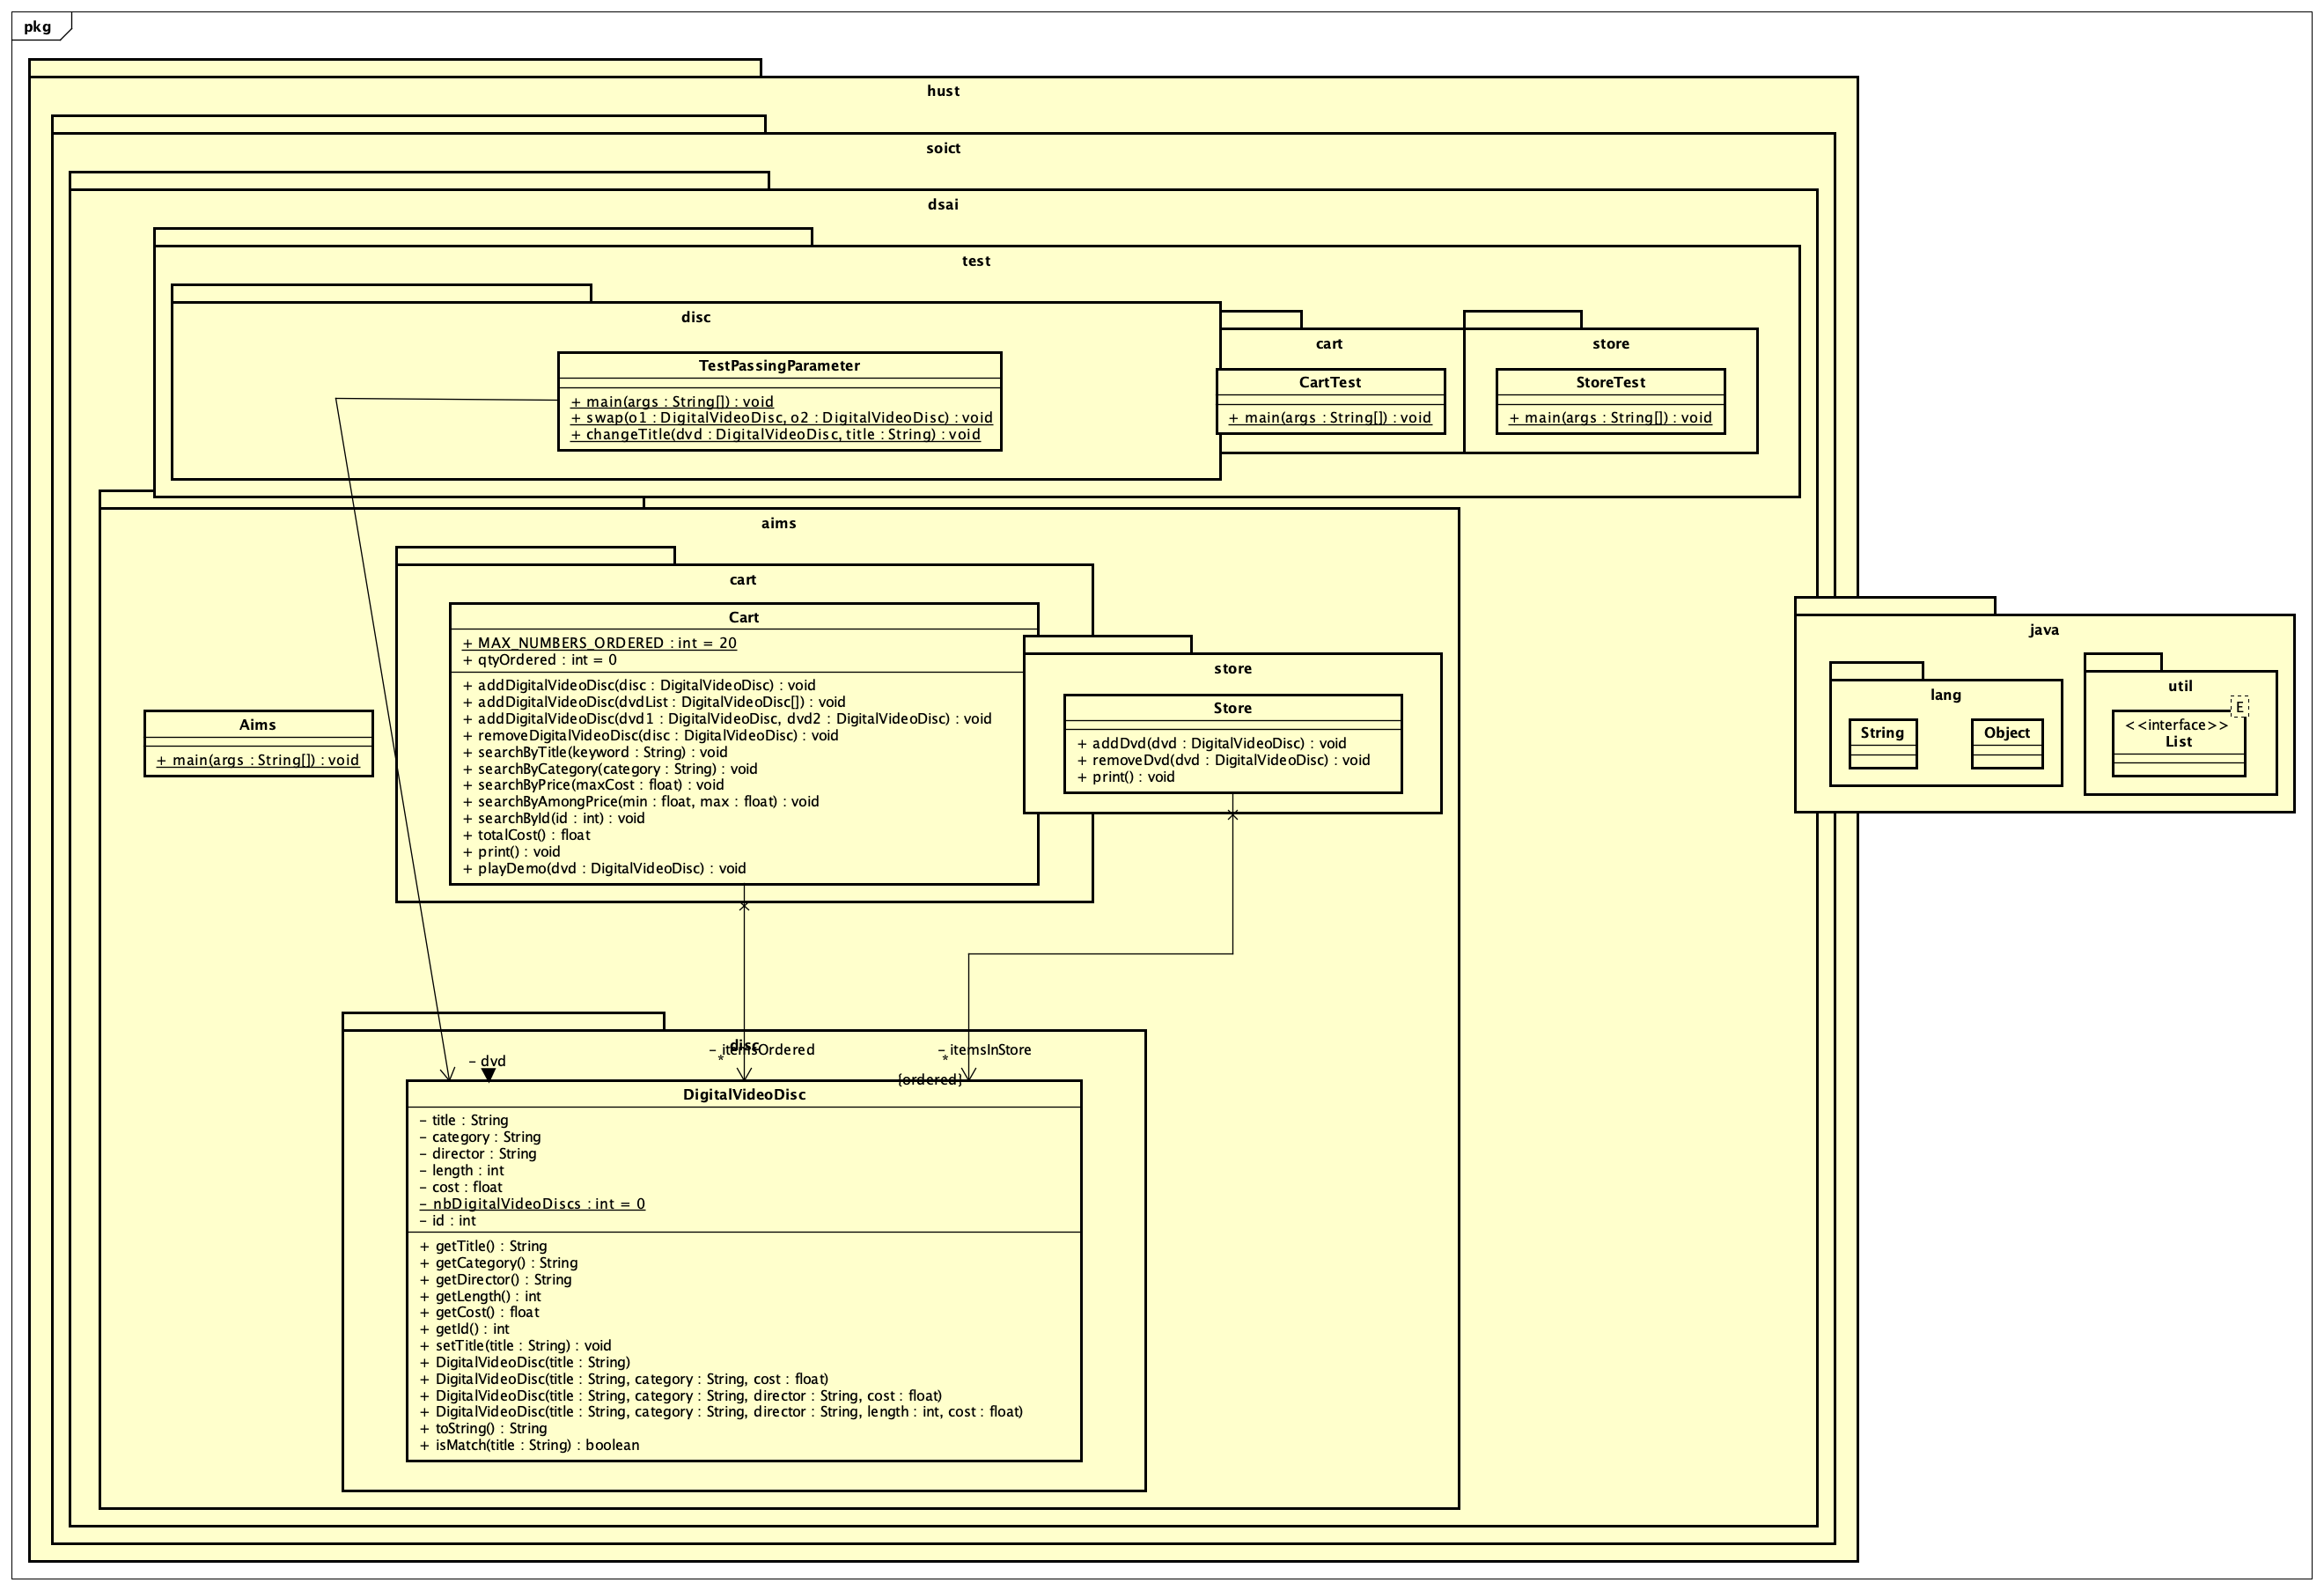 pkg
hust
soict
dsai
test
disc
TestPassingParameter
+ main(args : String[]) : void
+ swap(o1 : DigitalVideoDisc, o2 : DigitalVideoDisc) : void
+ changeTitle(dvd : DigitalVideoDisc, title : String) : void
cart
CartTest
+ main(args : String[]) : void
store
StoreTest
+ main(args : String[]) : void
aims
Aims
+ main(args : String[]) : void
cart
Cart
+ MAX_NUMBERS_ORDERED : int = 20
+ qtyOrdered : int = 0
+ addDigitalVideoDisc(disc : DigitalVideoDisc) : void
+ addDigitalVideoDisc(dvdList : DigitalVideoDisc[]) : void
+ addDigitalVideoDisc(dvd1 : DigitalVideoDisc, dvd2 : DigitalVideoDisc) : void
+ removeDigitalVideoDisc(disc : DigitalVideoDisc) : void
+ searchByTitle(keyword : String) : void
+ searchByCategory(category : String) : void
+ searchByPrice(maxCost : float) : void
+ searchByAmongPrice(min : float, max : float) : void
+ searchById(id : int) : void
+ totalCost() : float
+ print() : void
+ playDemo(dvd : DigitalVideoDisc) : void
store
Store
+ addDvd(dvd : DigitalVideoDisc) : void
+ removeDvd(dvd : DigitalVideoDisc) : void
+ print() : void
java
lang
String
Object
util
E
<<interface>>
List
disc
- dvd
- itemsOrdered
*
- itemsInStore
*
{ordered}
DigitalVideoDisc
- title : String
- category : String
- director : String
- length : int
- cost : float
- nbDigitalVideoDiscs : int = 0
- id : int
+ getTitle() : String
+ getCategory() : String
+ getDirector() : String
+ getLength() : int
+ getCost() : float
+ getId() : int
+ setTitle(title : String) : void
+ DigitalVideoDisc(title : String)
+ DigitalVideoDisc(title : String, category : String, cost : float)
+ DigitalVideoDisc(title : String, category : String, director : String, cost : float)
+ DigitalVideoDisc(title : String, category : String, director : String, length : int, cost : float)
+ toString() : String
+ isMatch(title : String) : boolean